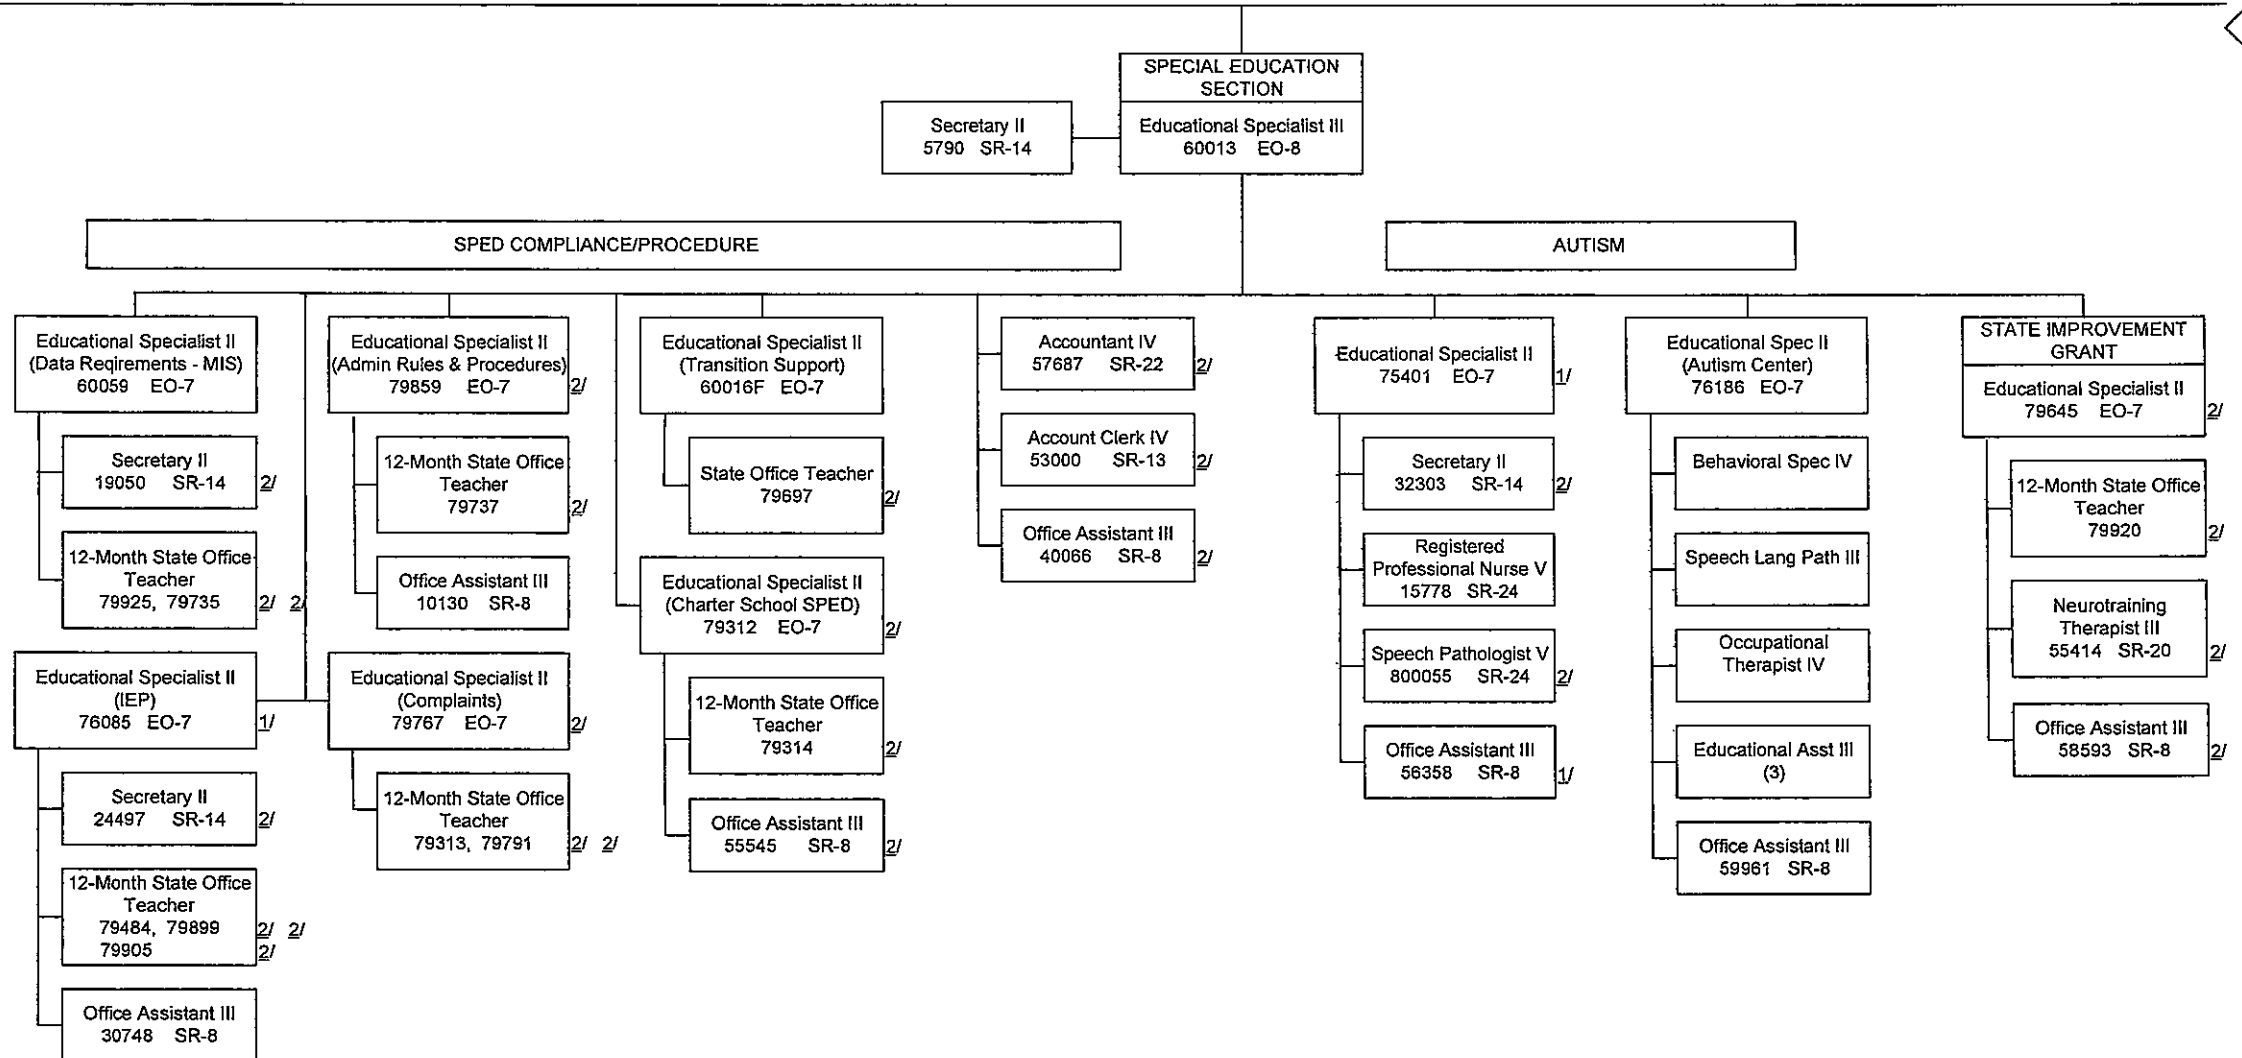 SPECIAL EDUCATION
SECTION
Educational Specialist III
60013 EO-8
Secretary II
5790 SR-14
SPED COMPLIANCE/PROCEDURE
AUTISM
Educational Specialist II
(Data Reqirements - MIS)
60059 EO-7
Secretary II
19050 SR-14 2/
12-Month State Office
Teacher
79925, 79735 2/ 2/
Educational Specialist II
(IEP)
76085 EO-7 1/
Secretary II
24497 SR-14 2/
12-Month State Office
Teacher
79484, 79899 2/ 2/
79905 2/
Office Assistant III
30748 SR-8
Educational Specialist II
(Admin Rules & Procedures)
79859 EO-7 2/
12-Month State Office
Teacher
79737 2/
Office Assistant III
10130 SR-8
Educational Specialist II
(Complaints)
79767 EO-7 2/
12-Month State Office
Teacher
79313, 79791 2/ 2/
Educational Specialist II
(Transition Support)
60016F EO-7
State Office Teacher
79697 2/
Educational Specialist II
(Charter School SPED)
79312 EO-7 2/
12-Month State Office
Teacher
79314 2/
Office Assistant III
55545 SR-8 2/
Accountant IV
57687 SR-22 2/
Account Clerk IV
53000 SR-13 2/
Office Assistant III
40066 SR-8 2/
Educational Specialist II
75401 EO-7 1/
Secretary II
32303 SR-14 2/
Registered
Professional Nurse V
15778 SR-24
Speech Pathologist V
800055 SR-24 2/
Office Assistant III
56358 SR-8 1/
Educational Spec II
(Autism Center)
76186 EO-7
Behavioral Spec IV
Speech Lang Path III
Occupational
Therapist IV
Educational Asst III
(3)
Office Assistant III
59961 SR-8
STATE IMPROVEMENT
GRANT
Educational Specialist II
79645 EO-7 2/
12-Month State Office
Teacher
79920 2/
Neurotraining
Therapist III
55414 SR-20 2/
Office Assistant III
58593 SR-8 2/